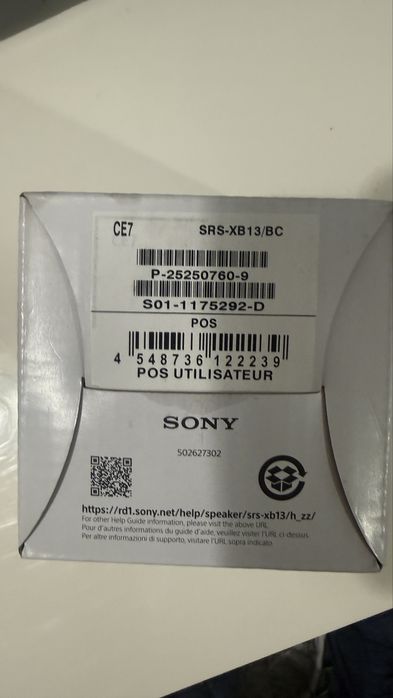 CE7 SRS-XB13/BC
P-25250760-9
S01-1175292-D
POS
4 548736 122239
POS UTILISATEUR
SONY
502627302
https://rd1.sony.net/help/speaker/srs-xb13/h_zz/
For other Help Guide information, please visit the above URL.
Pour d'autres informations du guide d'aide, veuillez visiter l'URL ci-dessus.
Per altre informazioni di supporto, visitare l'URL sopra indicato.